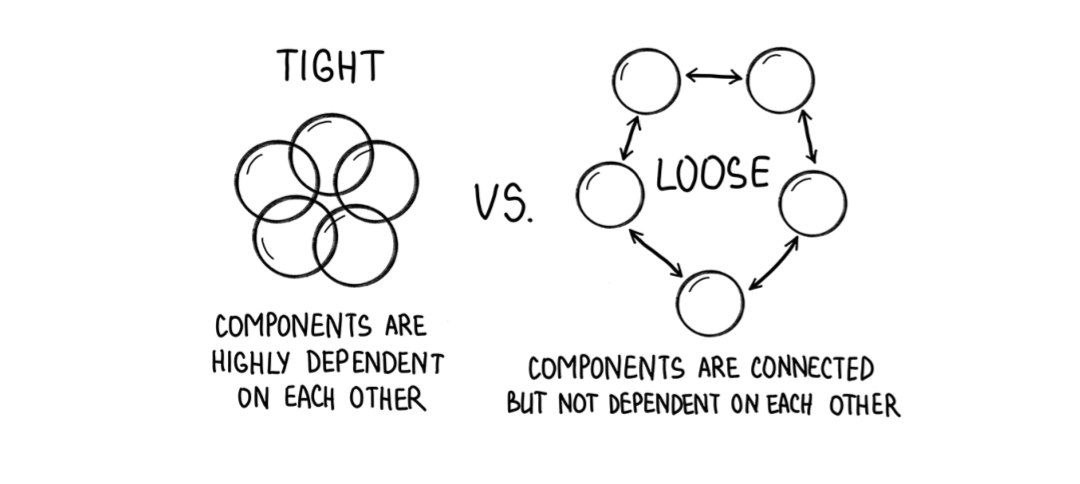 TIGHT
COMPONENTS ARE
HIGHLY DEPENDENT
ON EACH OTHER
VS.
LOOSE
COMPONENTS ARE CONNECTED
BUT NOT DEPENDENT ON EACH OTHER